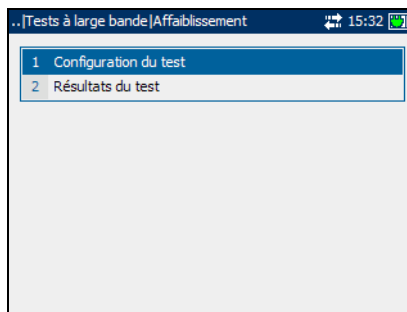 ..|Tests à large bande|Affaiblissement 15:32
1 Configuration du test
2 Résultats du test